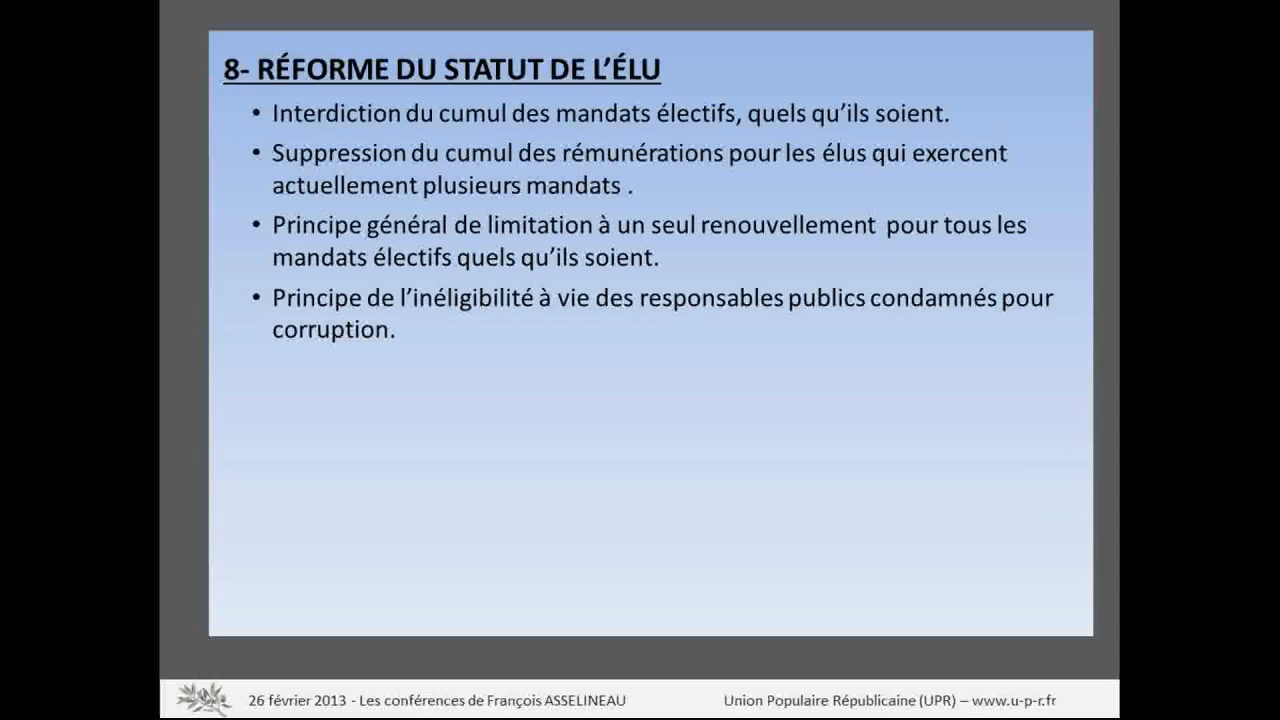 8- RÉFORME DU STATUT DE L’ÉLU
• Interdiction du cumul des mandats électifs, quels qu’ils soient.
• Suppression du cumul des rémunérations pour les élus qui exercent
actuellement plusieurs mandats .
• Principe général de limitation à un seul renouvellement pour tous les
mandats électifs quels qu’ils soient.
• Principe de l’inéligibilité à vie des responsables publics condamnés pour
corruption.
26 février 2013 - Les conférences de François ASSELINEAU Union Populaire Républicaine (UPR) – www.u-p-r.fr